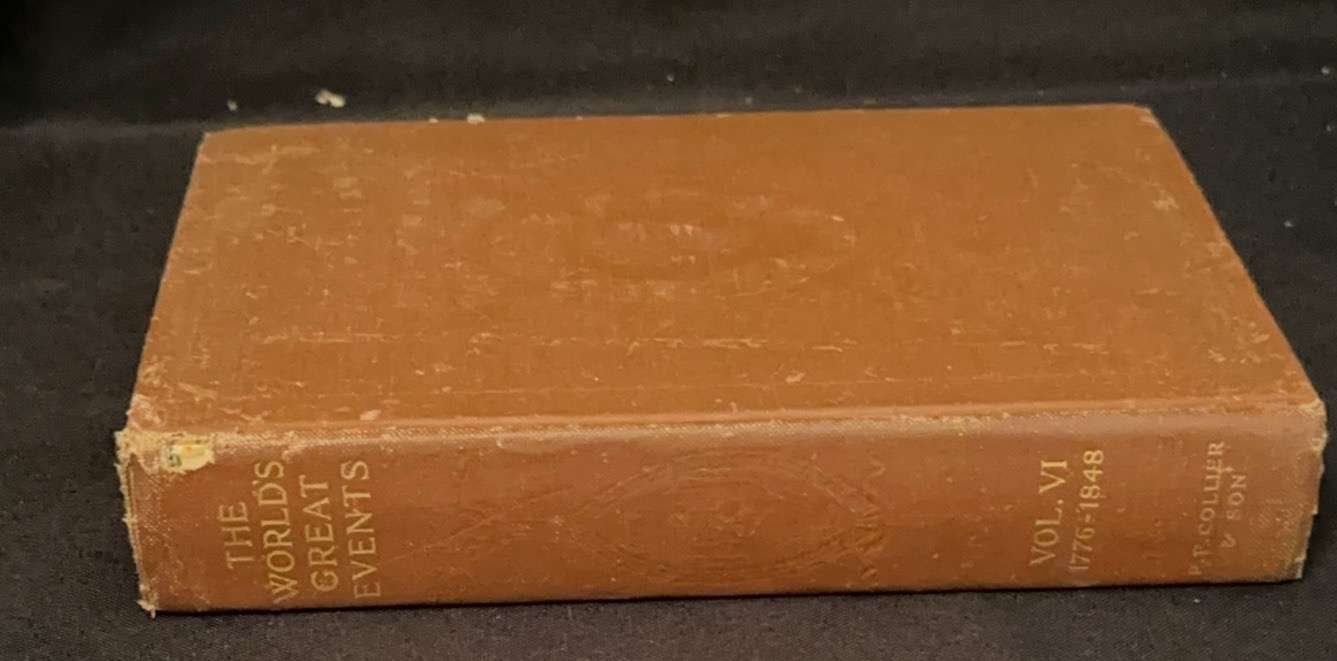 THE
WORLD'S
GREAT
EVENTS
VOL. VI
1776-1848
P. F. COLLIER
& SON